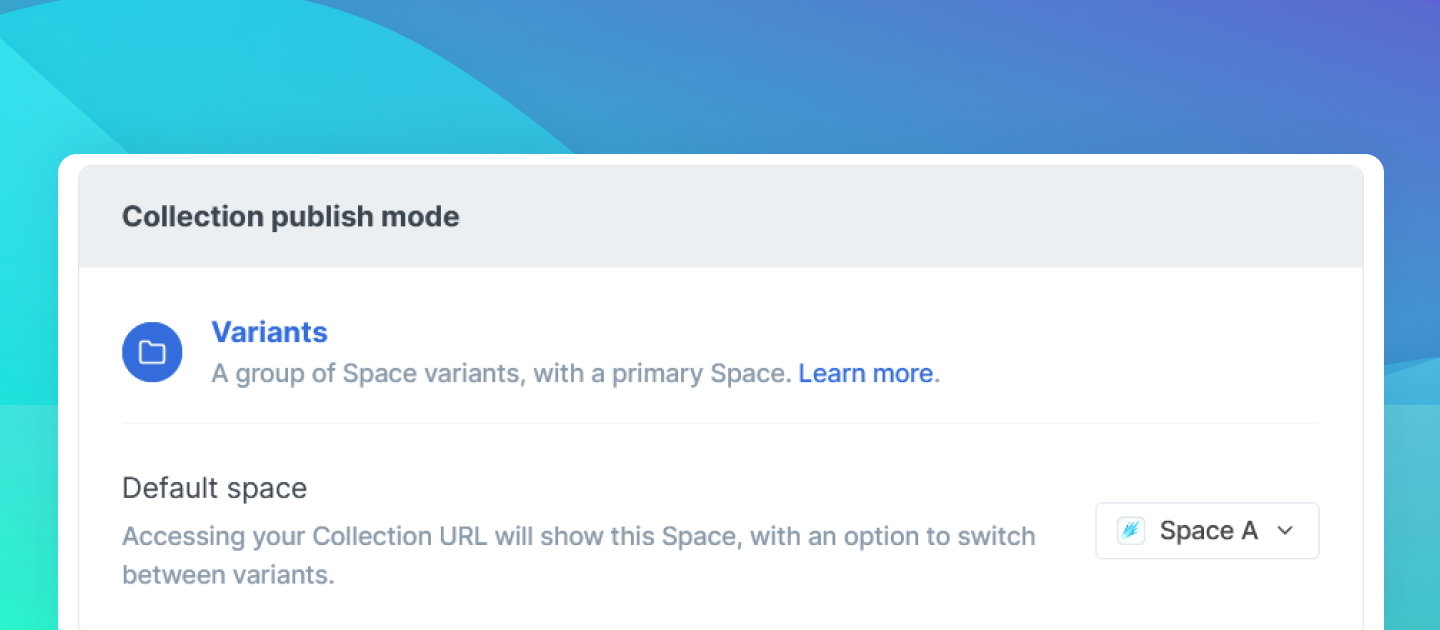 Collection publish mode
Variants
A group of Space variants, with a primary Space. Learn more.
Default space
Accessing your Collection URL will show this Space, with an option to switch
between variants.
Space A